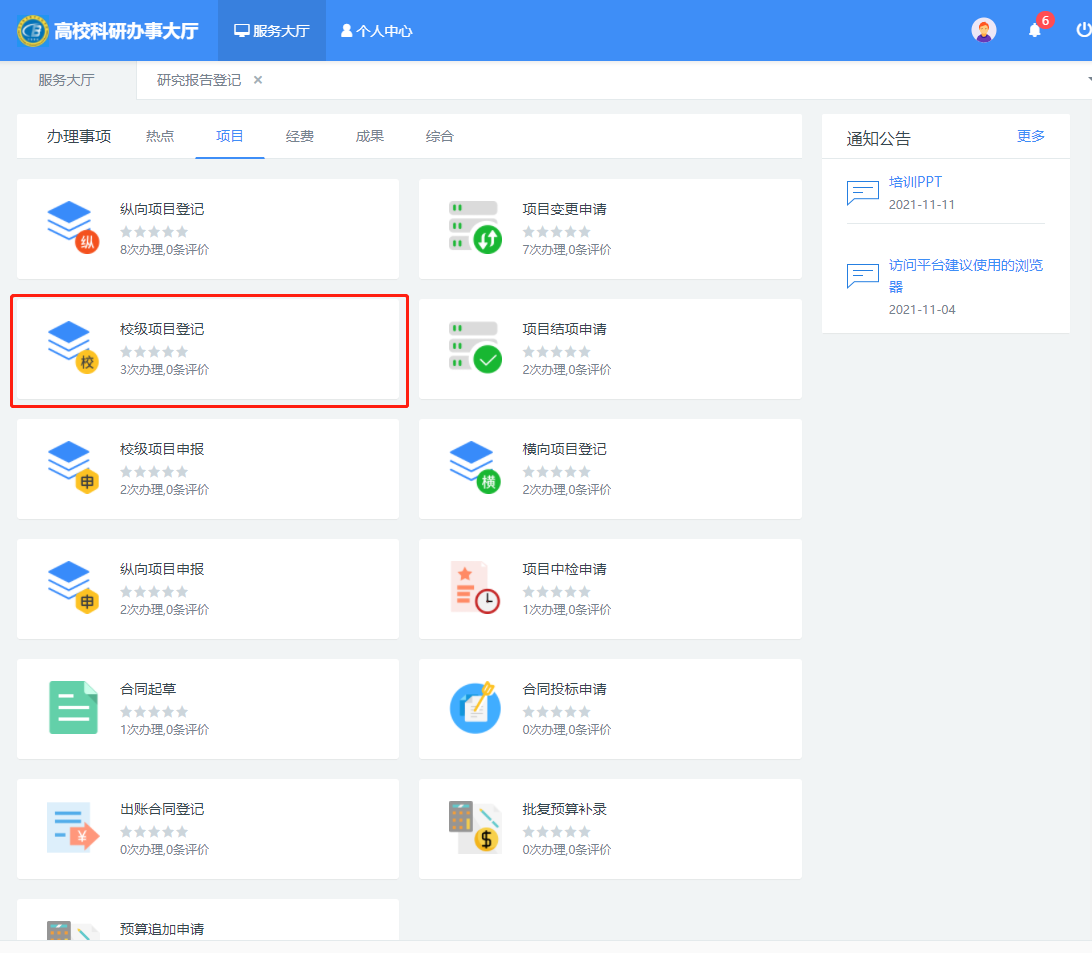 高校科研办事大厅
服务大厅
个人中心
6
服务大厅
研究报告登记 ×
办理事项
热点
项目
经费
成果
综合
纵
纵向项目登记
8次办理,0条评价
项目变更申请
7次办理,0条评价
校
校级项目登记
3次办理,0条评价
项目结项申请
2次办理,0条评价
申
校级项目申报
2次办理,0条评价
横
横向项目登记
2次办理,0条评价
申
纵向项目申报
2次办理,0条评价
项目中检申请
1次办理,0条评价
合同起草
1次办理,0条评价
合同投标申请
0次办理,0条评价
¥
出账合同登记
0次办理,0条评价
$
批复预算补录
0次办理,0条评价
预算追加申请
通知公告
更多
培训PPT
2021-11-11
访问平台建议使用的浏览
器
2021-11-04